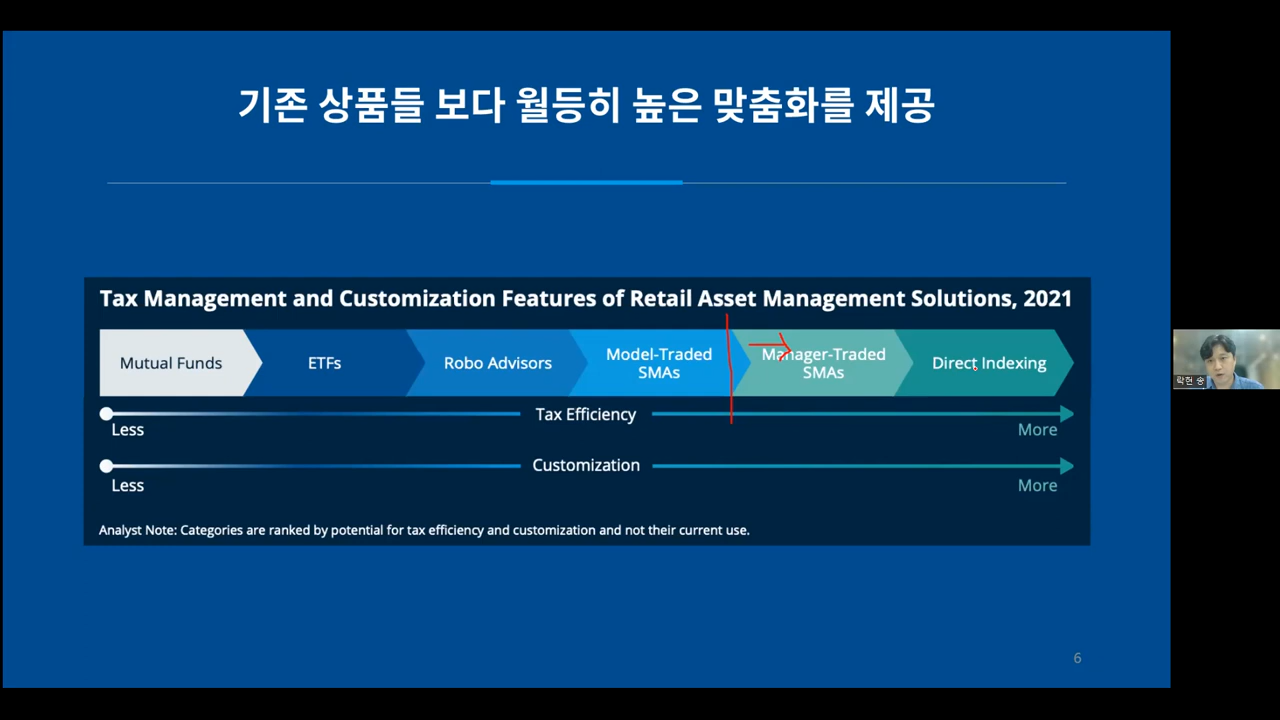 기존 상품들 보다 월등히 높은 맞춤화를 제공
Tax Management and Customization Features of Retail Asset Management Solutions, 2021
Mutual Funds
ETFs
Robo Advisors
Model-Traded
SMAs
Manager-Traded
SMAs
Direct Indexing
Tax Efficiency
Less
More
Customization
Less
More
Analyst Note: Categories are ranked by potential for tax efficiency and customization and not their current use.
6
락현 송